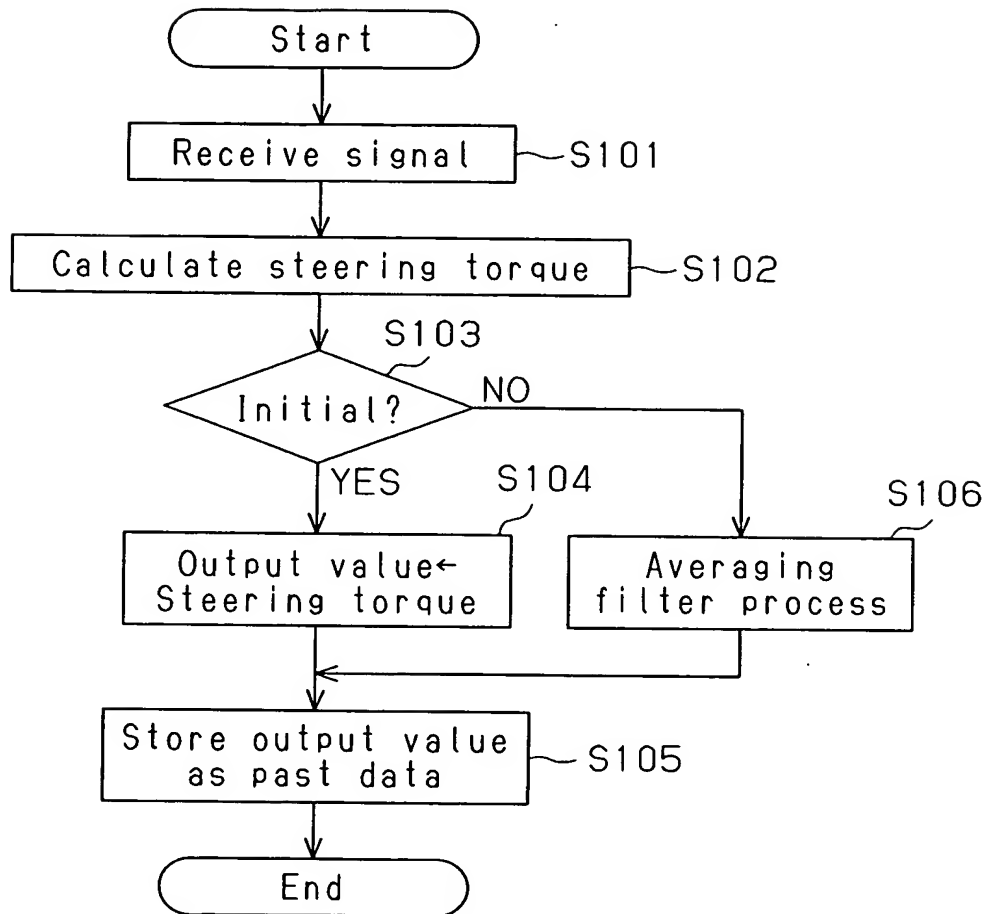 Start
Receive signal
S101
Calculate steering torque
S102
S103
Initial?
NO
YES
S104
Output value←
Steering torque
S106
Averaging
filter process
Store output value
as past data
S105
End